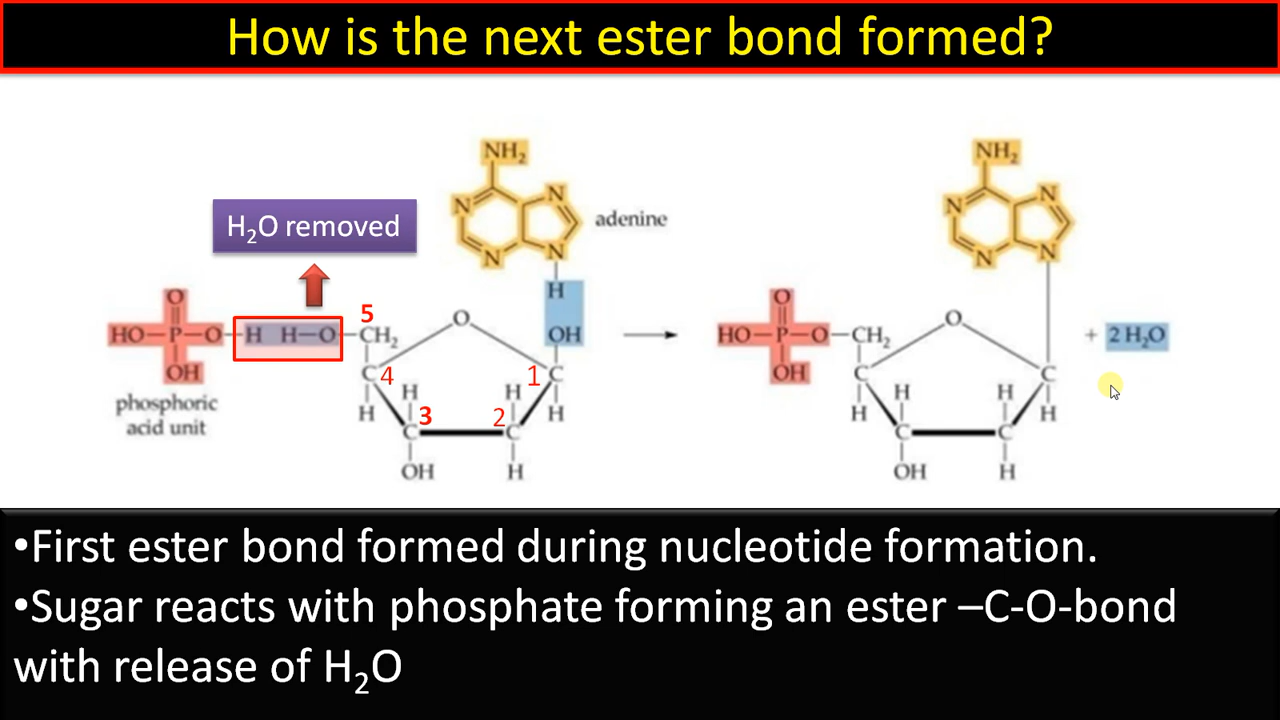 How is the next ester bond formed?
NH₂
N
N
N
N
adenine
H₂O removed
H
O
HO—P—O—H H—O—CH₂
5
O
OH
OH
phosphoric
acid unit
C 4
H
H
3
C
OH
H
2
C
H
1 C
H
NH₂
N
N
N
N
O
HO—P—O—CH₂
OH
O
C
H
H
C
OH
H
C
H
C
H
+ 2 H₂O
•First ester bond formed during nucleotide formation.
•Sugar reacts with phosphate forming an ester –C-O-bond
with release of H₂O